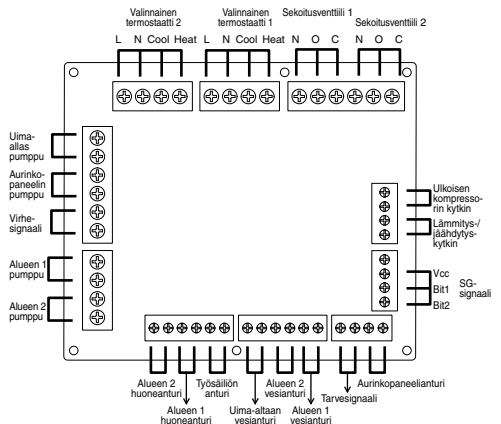 Valinnainen
termostaatti 2
Valinnainen
termostaatti 1
Sekoitusventtiili 1
Sekoitusventtiili 2
L N Cool Heat L N Cool Heat N O C N O C
Uima-
allas
pumppu
Aurinko-
paneelin
pumppu
Virhe-
signaali
Alueen 1
pumppu
Alueen 2
pumppu
Ulkoisen
kompresso-
rin kytkin
Lämmitys-/
jäähdytys-
kytkin
Vcc
Bit1
Bit2
SG-
signaali
Alueen 2
huoneanturi
Työsäiliön
anturi
Alueen 2
vesianturi
Aurinkopaneelianturi
Alueen 1
huoneanturi
Uima-altaan
vesianturi
Alueen 1
vesianturi
Tarvesignaali